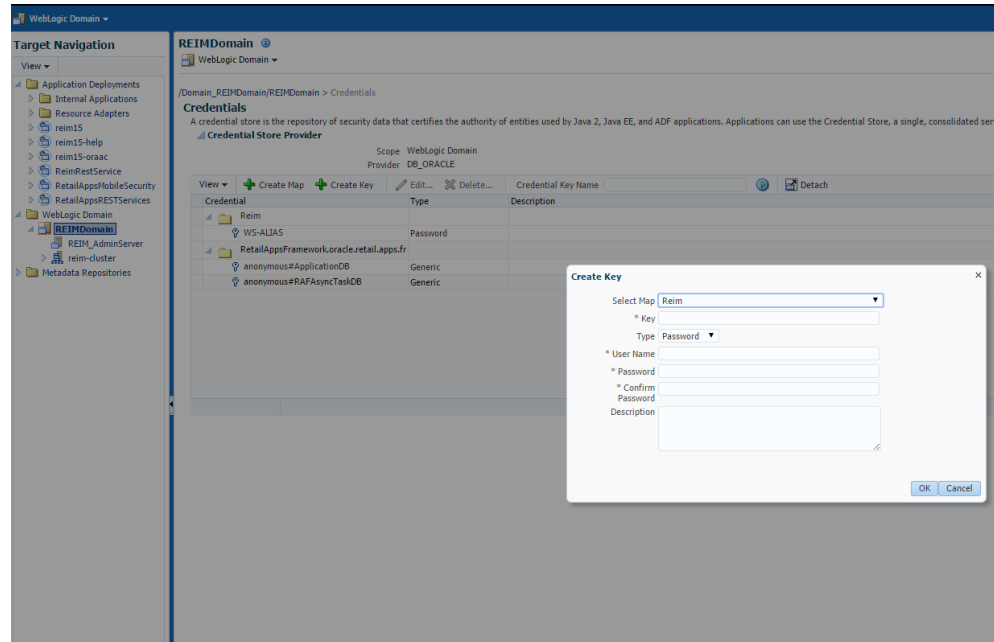 WebLogic Domain
Target Navigation
View
Application Deployments
Internal Applications
Resource Adapters
reim15
reim15-help
reim15-oraac
ReimRestService
RetailAppsMobileSecurity
RetailAppsRESTServices
WebLogic Domain
REIMDomain
REIM_AdminServer
reim-cluster
Metadata Repositories
REIMDomain
WebLogic Domain
/Domain_REIMDomain/REIMDomain > Credentials
Credentials
A credential store is the repository of security data that certifies the authority of entities used by Java 2, Java EE, and ADF applications. Applications can use the Credential Store, a single, consolidated ser
Credential Store Provider
Scope WebLogic Domain
Provider DB_ORACLE
View Create Map Create Key Edit... Delete... Credential Key Name Detach
Credential Type Description
Reim
WS-ALIAS Password
RetailAppsFramework.oracle.retail.apps.fr
anonymous#ApplicationDB Generic
anonymous#RAFAsyncTaskDB Generic
Create Key
Select Map Reim
* Key
Type Password
* User Name
* Password
* Confirm
Password
Description
OK Cancel